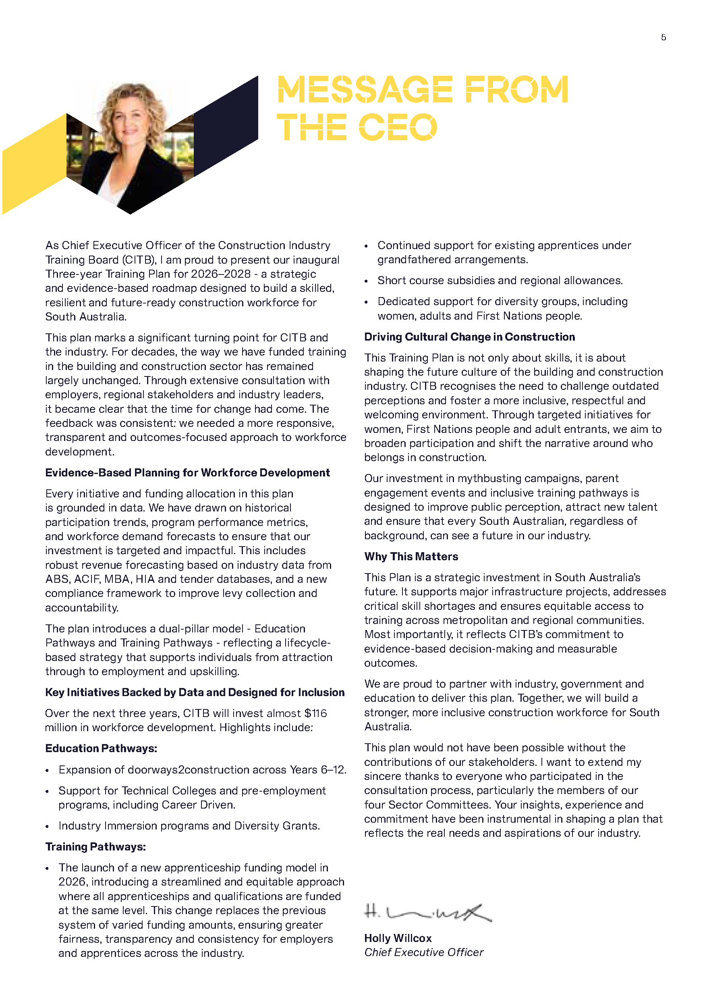 5
MESSAGE FROM
THE CEO
As Chief Executive Officer of the Construction Industry
Training Board (CITB), I am proud to present our inaugural
Three-year Training Plan for 2026–2028 - a strategic
and evidence-based roadmap designed to build a skilled,
resilient and future-ready construction workforce for
South Australia.
This plan marks a significant turning point for CITB and
the industry. For decades, the way we have funded training
in the building and construction sector has remained
largely unchanged. Through extensive consultation with
employers, regional stakeholders and industry leaders,
it became clear that the time for change had come. The
feedback was consistent: we needed a more responsive,
transparent and outcomes-focused approach to workforce
development.
Evidence-Based Planning for Workforce Development
Every initiative and funding allocation in this plan
is grounded in data. We have drawn on historical
participation trends, program performance metrics,
and workforce demand forecasts to ensure that our
investment is targeted and impactful. This includes
robust revenue forecasting based on industry data from
ABS, ACIF, MBA, HIA and tender databases, and a new
compliance framework to improve levy collection and
accountability.
The plan introduces a dual-pillar model - Education
Pathways and Training Pathways - reflecting a lifecycle-
based strategy that supports individuals from attraction
through to employment and upskilling.
Key Initiatives Backed by Data and Designed for Inclusion
Over the next three years, CITB will invest almost $116
million in workforce development. Highlights include:
Education Pathways:
• Expansion of doorways2construction across Years 6–12.
• Support for Technical Colleges and pre-employment
programs, including Career Driven.
• Industry Immersion programs and Diversity Grants.
Training Pathways:
• The launch of a new apprenticeship funding model in
2026, introducing a streamlined and equitable approach
where all apprenticeships and qualifications are funded
at the same level. This change replaces the previous
system of varied funding amounts, ensuring greater
fairness, transparency and consistency for employers
and apprentices across the industry.
• Continued support for existing apprentices under
grandfathered arrangements.
• Short course subsidies and regional allowances.
• Dedicated support for diversity groups, including
women, adults and First Nations people.
Driving Cultural Change in Construction
This Training Plan is not only about skills, it is about
shaping the future culture of the building and construction
industry. CITB recognises the need to challenge outdated
perceptions and foster a more inclusive, respectful and
welcoming environment. Through targeted initiatives for
women, First Nations people and adult entrants, we aim to
broaden participation and shift the narrative around who
belongs in construction.
Our investment in mythbusting campaigns, parent
engagement events and inclusive training pathways is
designed to improve public perception, attract new talent
and ensure that every South Australian, regardless of
background, can see a future in our industry.
Why This Matters
This Plan is a strategic investment in South Australia’s
future. It supports major infrastructure projects, addresses
critical skill shortages and ensures equitable access to
training across metropolitan and regional communities.
Most importantly, it reflects CITB’s commitment to
evidence-based decision-making and measurable
outcomes.
We are proud to partner with industry, government and
education to deliver this plan. Together, we will build a
stronger, more inclusive construction workforce for South
Australia.
This plan would not have been possible without the
contributions of our stakeholders. I want to extend my
sincere thanks to everyone who participated in the
consultation process, particularly the members of our
four Sector Committees. Your insights, experience and
commitment have been instrumental in shaping a plan that
reflects the real needs and aspirations of our industry.
H.
Holly Willcox
Chief Executive Officer